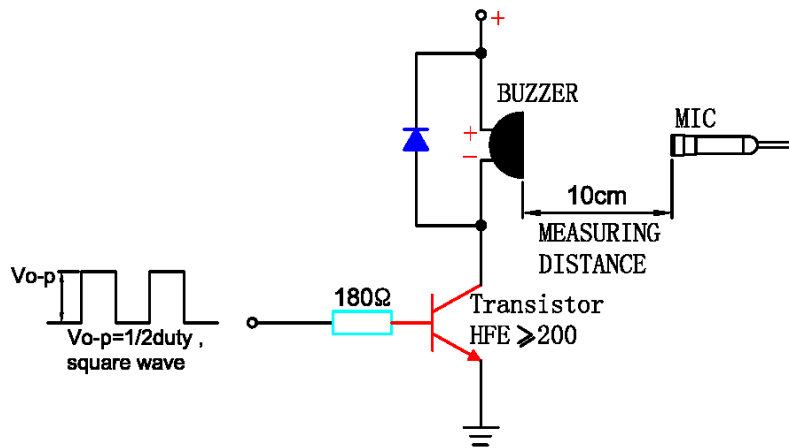 +
BUZZER
MIC
+
−
10cm
MEASURING
DISTANCE
Vo-p
180Ω
Transistor
HFE ⩾200
Vo-p=1/2duty ,
square wave